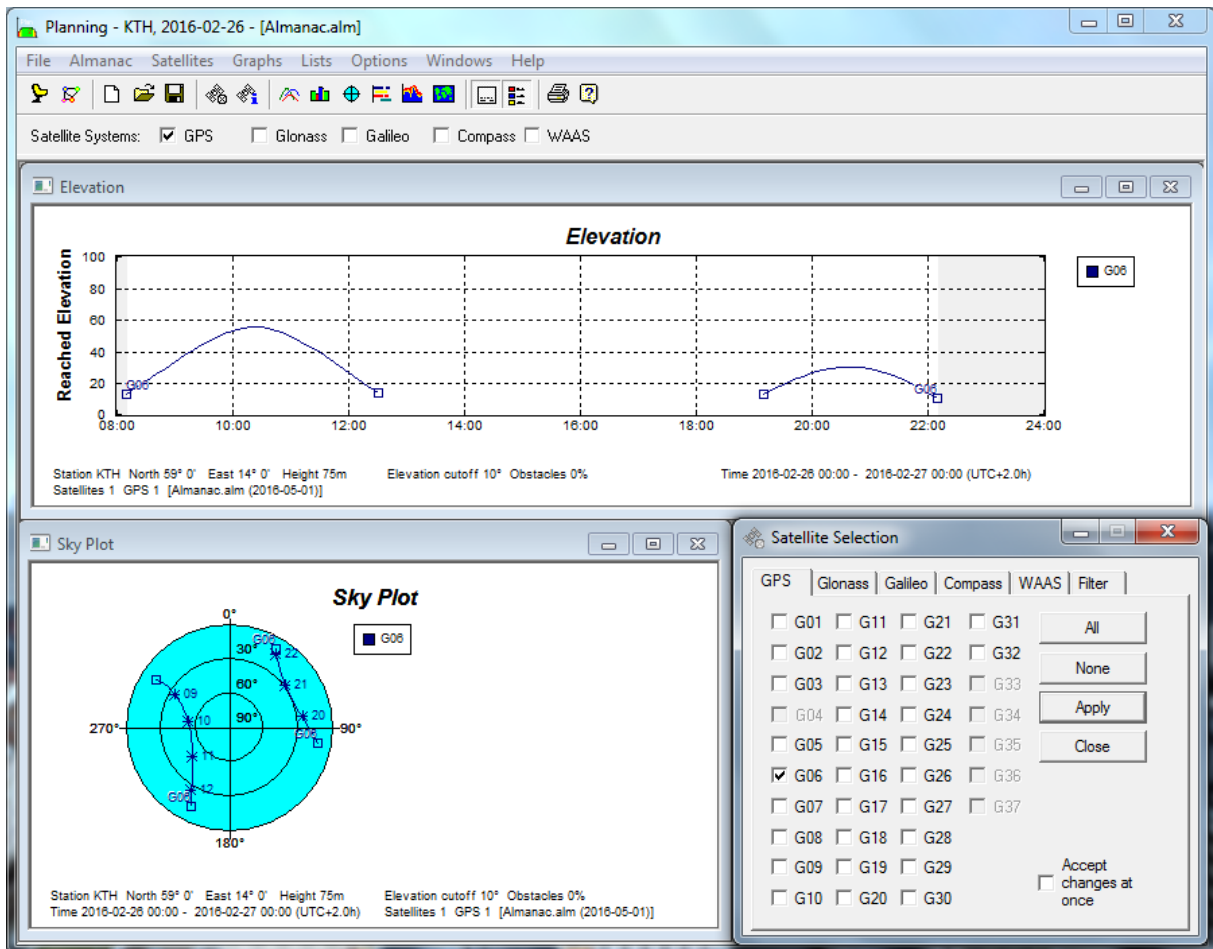 Planning - KTH, 2016-02-26 - [Almanac.alm]
File Almanac Satellites Graphs Lists Options Windows Help
Satellite Systems: GPS Glonass Galileo Compass WAAS
Elevation
Elevation
Reached Elevation
100
80
60
40
20
0
G06
G06
G06
08:00 10:00 12:00 14:00 16:00 18:00 20:00 22:00 24:00
Station KTH North 59° 0' East 14° 0' Height 75m Elevation cutoff 10° Obstacles 0% Time 2016-02-26 00:00 - 2016-02-27 00:00 (UTC+2.0h)
Satellites 1 GPS 1 [Almanac.alm (2016-05-01)]
Sky Plot
Sky Plot
G06
0°
G06
30°
22
60°
21
09
90°
20
10
270°
90°
G06
11
12
G06
180°
Station KTH North 59° 0' East 14° 0' Height 75m Elevation cutoff 10° Obstacles 0%
Time 2016-02-26 00:00 - 2016-02-27 00:00 (UTC+2.0h) Satellites 1 GPS 1 [Almanac.alm (2016-05-01)]
Satellite Selection
GPS Glonass Galileo Compass WAAS Filter
G01 G11 G21 G31
G02 G12 G22 G32
G03 G13 G23 G33
G04 G14 G24 G34
G05 G15 G25 G35
G06 G16 G26 G36
G07 G17 G27 G37
G08 G18 G28
G09 G19 G29
G10 G20 G30
All
None
Apply
Close
Accept
changes at
once